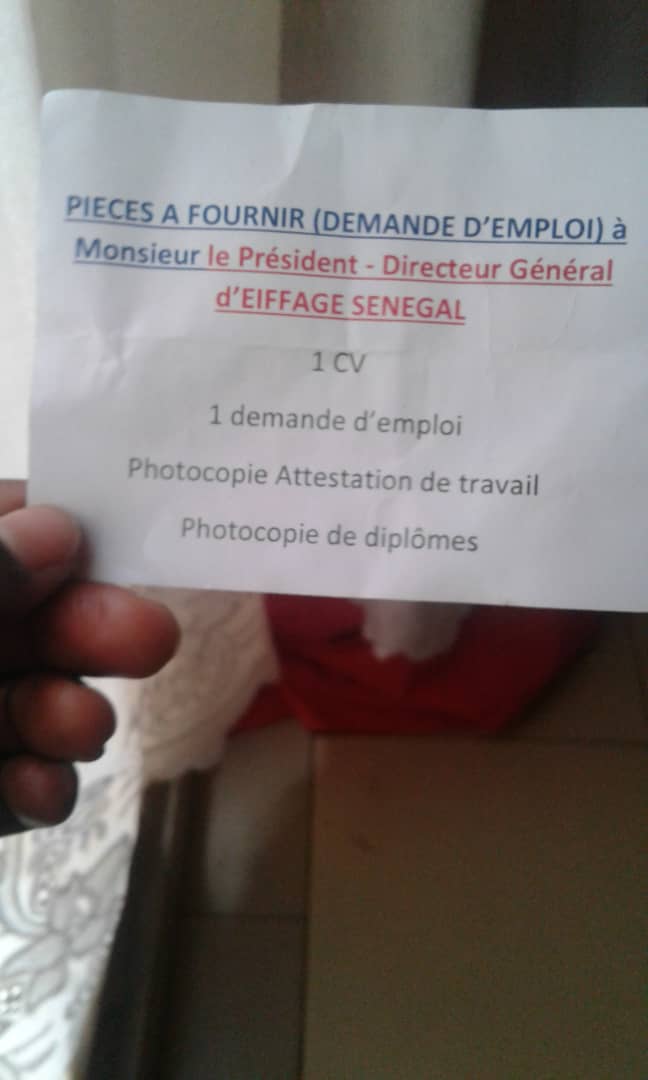 PIECES A FOURNIR (DEMANDE D'EMPLOI) à
Monsieur le Président - Directeur Général
d'EIFFAGE SENEGAL
1 CV
1 demande d'emploi
Photocopie Attestation de travail
Photocopie de diplômes